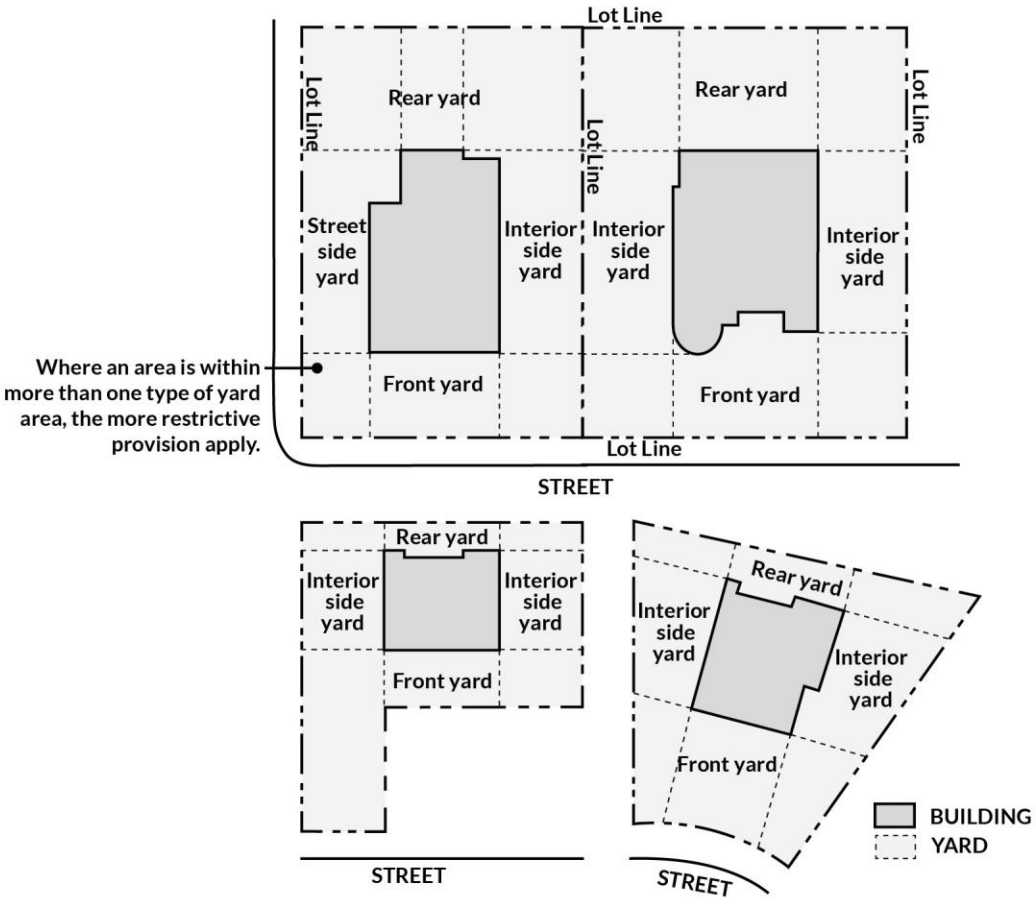 Lot Line
Lot Line
Rear yard
Lot Line
Rear yard
Lot Line
Street
side
yard
Interior
side
yard
Interior
side
yard
Interior
side
yard
Where an area is within
more than one type of yard
area, the more restrictive
provision apply.
Front yard
Front yard
Lot Line
STREET
Rear yard
Interior
side
yard
Interior
side
yard
Front yard
STREET
Rear yard
Interior
side
yard
Interior
side
yard
Front yard
STREET
BUILDING
YARD